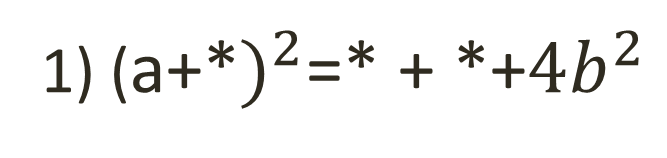 1) (a+*)²=* + *+4b²